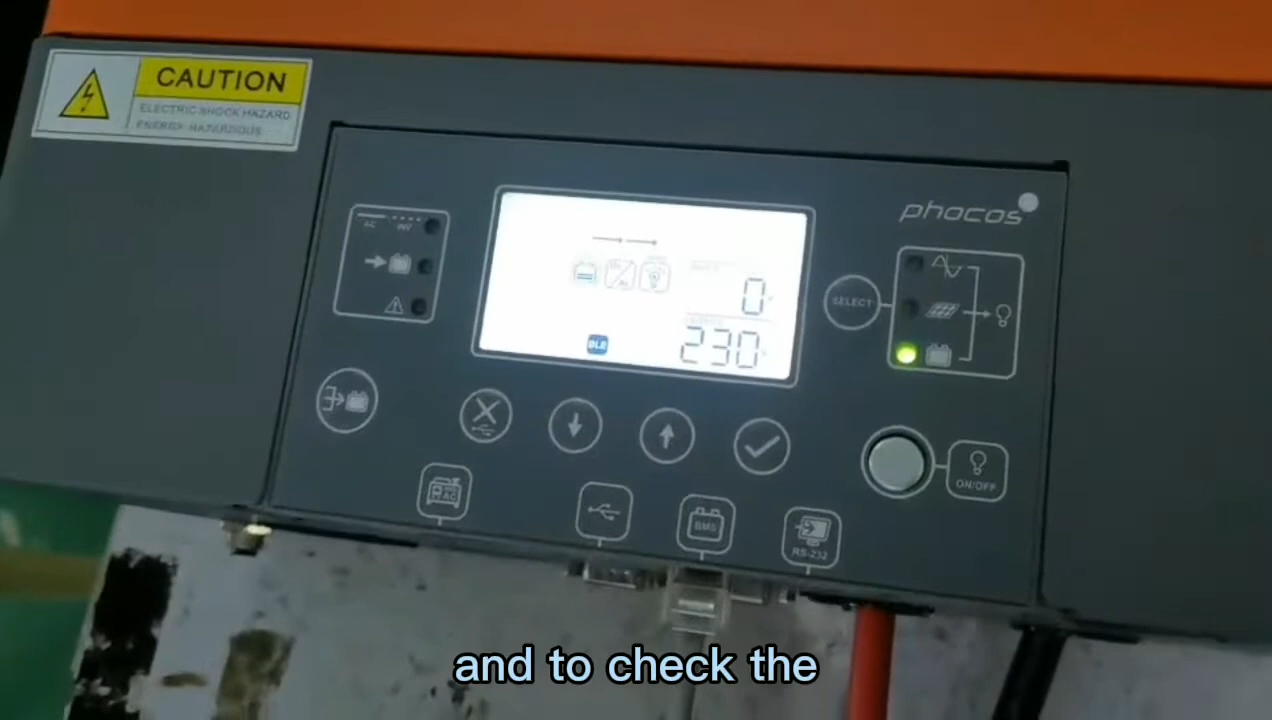 CAUTION
ELECTRIC SHOCK HAZARD
ENERGY HAZARDOUS
AC INV
phocos
0
230
BLE
SELECT
ON/OFF
AC
BMS
RS-232
and to check the